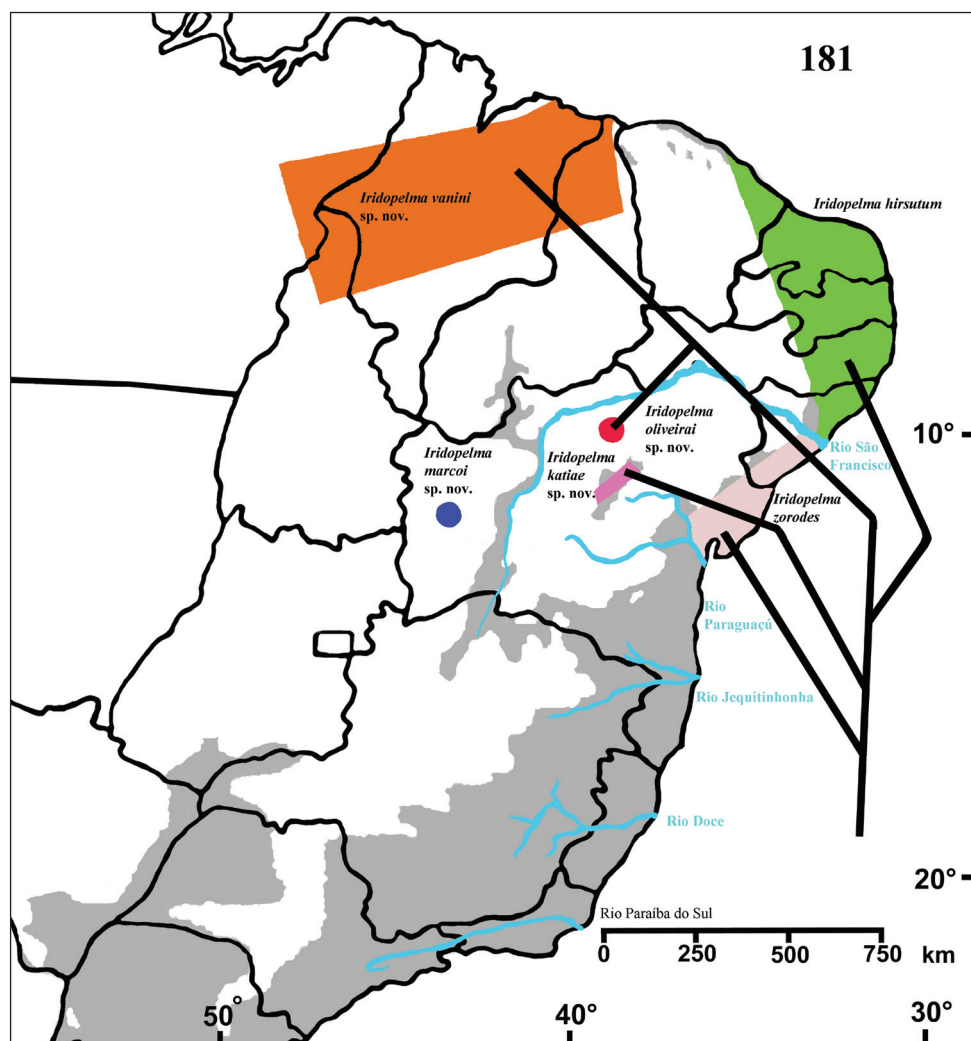 181
Iridopelma vanini
sp. nov.
Iridopelma hirsutum
Iridopelma
oliveirai
sp. nov.
Iridopelma
marcoi
sp. nov.
Iridopelma
katiae
sp. nov.
10°
Rio São
Francisco
Iridopelma
zorodes
Rio
Paraguaçú
Rio Jequitinhonha
Rio Doce
20°
Rio Paraíba do Sul
0 250 500 750 km
50° 40° 30°